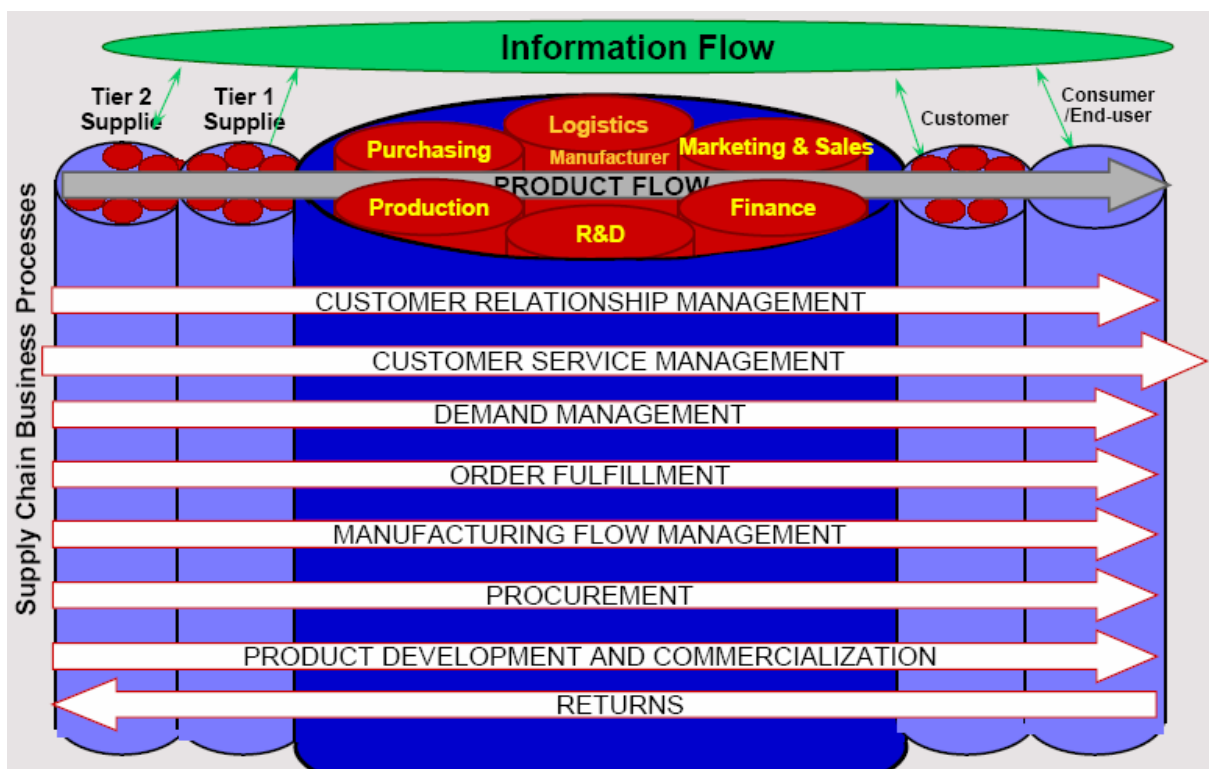 Information Flow
Tier 2
Supplie
Tier 1
Supplie
Customer
Consumer
/End-user
Logistics
Purchasing
Manufacturer
Marketing & Sales
PRODUCT FLOW
Production
Finance
R&D
Supply Chain Business Processes
CUSTOMER RELATIONSHIP MANAGEMENT
CUSTOMER SERVICE MANAGEMENT
DEMAND MANAGEMENT
ORDER FULFILLMENT
MANUFACTURING FLOW MANAGEMENT
PROCUREMENT
PRODUCT DEVELOPMENT AND COMMERCIALIZATION
RETURNS